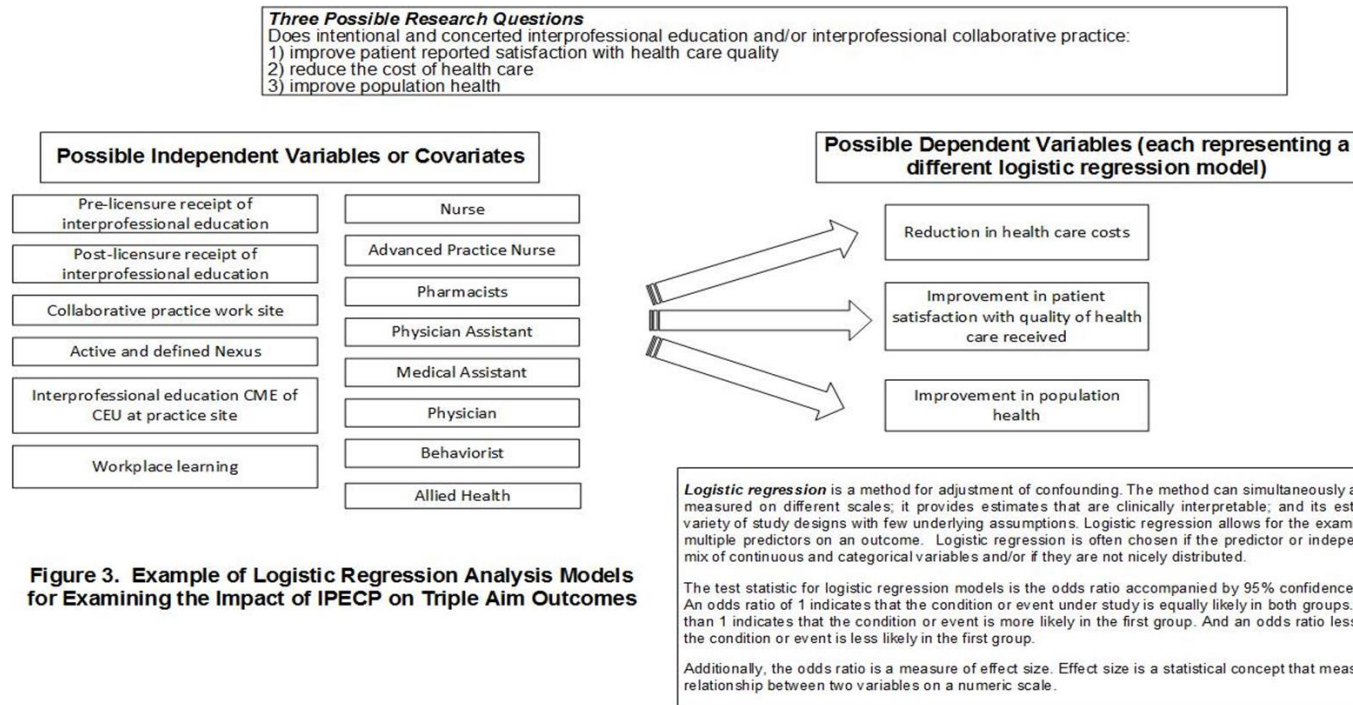 Three Possible Research Questions
Does intentional and concerted interprofessional education and/or interprofessional collaborative practice:
1) improve patient reported satisfaction with health care quality
2) reduce the cost of health care
3) improve population health
Possible Independent Variables or Covariates
Pre-licensure receipt of
interprofessional education
Post-licensure receipt of
interprofessional education
Collaborative practice work site
Active and defined Nexus
Interprofessional education CME of
CEU at practice site
Workplace learning
Nurse
Advanced Practice Nurse
Pharmacists
Physician Assistant
Medical Assistant
Physician
Behaviorist
Allied Health
Possible Dependent Variables (each representing a
different logistic regression model)
Reduction in health care costs
Improvement in patient
satisfaction with quality of health
care received
Improvement in population
health
Figure 3. Example of Logistic Regression Analysis Models
for Examining the Impact of IPECP on Triple Aim Outcomes
Logistic regression is a method for adjustment of confounding. The method can simultaneously
measured on different scales; it provides estimates that are clinically interpretable; and its
variety of study designs with few underlying assumptions. Logistic regression allows for the
multiple predictors on an outcome. Logistic regression is often chosen if the predictor or
mix of continuous and categorical variables and/or if they are not nicely distributed.
The test statistic for logistic regression models is the odds ratio accompanied by 95% confidence
An odds ratio of 1 indicates that the condition or event under study is equally likely in both groups.
than 1 indicates that the condition or event is more likely in the first group. And an odds ratio less
the condition or event is less likely in the first group.
Additionally, the odds ratio is a measure of effect size. Effect size is a statistical concept that
relationship between two variables on a numeric scale.